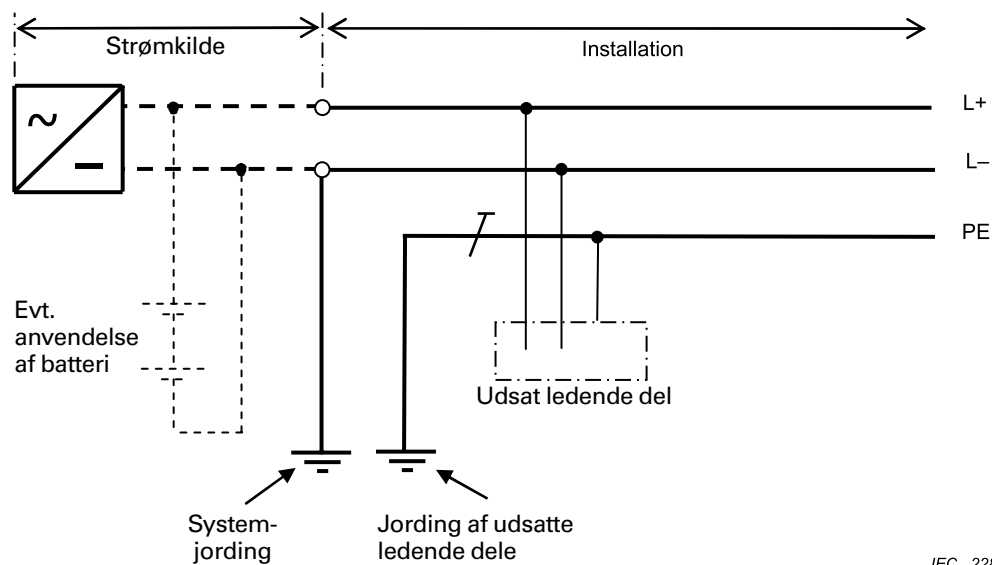 Strømkilde
Installation
L+
L–
PE
Evt.
anvendelse
af batteri
Udsat ledende del
System-
jording
Jording af udsatte
ledende dele